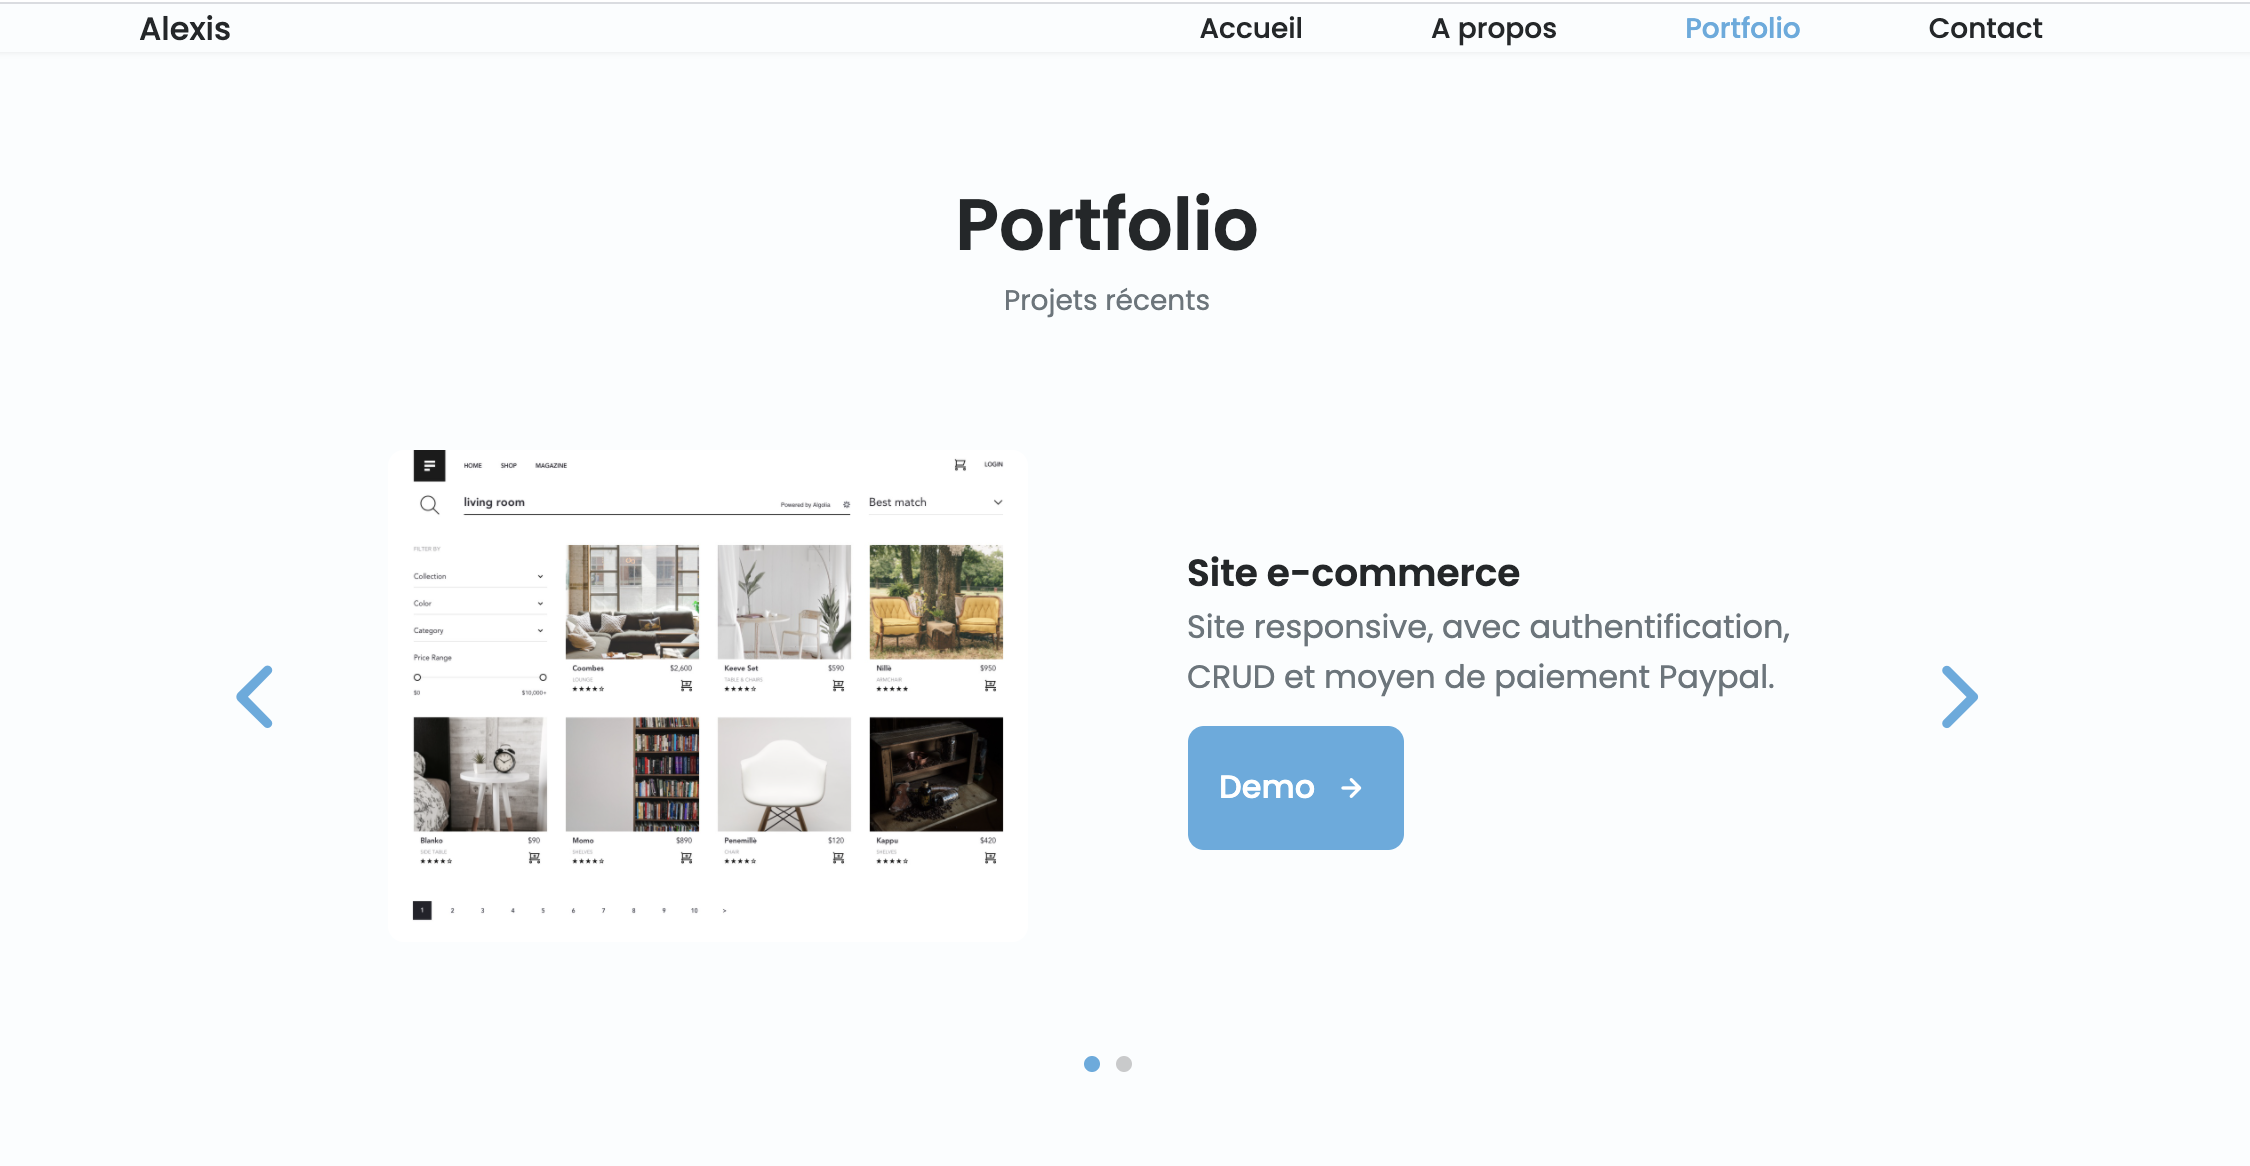 Alexis
Accueil
A propos
Portfolio
Contact
Portfolio
Projets récents
HOME
SHOP
MAGAZINE
LOGIN
living room
Powered by Algolia
Best match
FILTER BY
Collection
Color
Category
Price Range
$0
$10,000+
Coombes $2,600
LOUNGE
Keeve Set $590
TABLE & CHAIRS
Nillè $950
ARMCHAIR
Blanko $90
SIDE TABLE
Momo $890
SHELVES
Penemillè $120
CHAIR
Kappu $420
SHELVES
1 2 3 4 5 6 7 8 9 10 >
Site e-commerce
Site responsive, avec authentification,
CRUD et moyen de paiement Paypal.
Demo